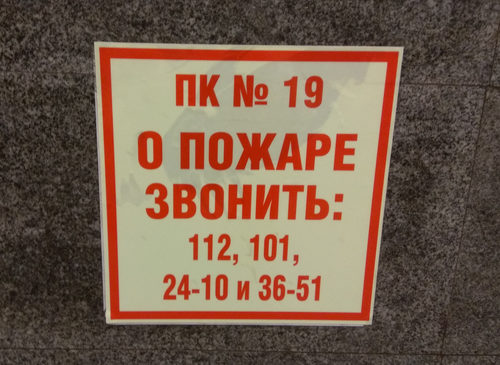 ПК № 19
О ПОЖАРЕ
ЗВОНИТЬ:
112, 101,
24-10 и 36-51